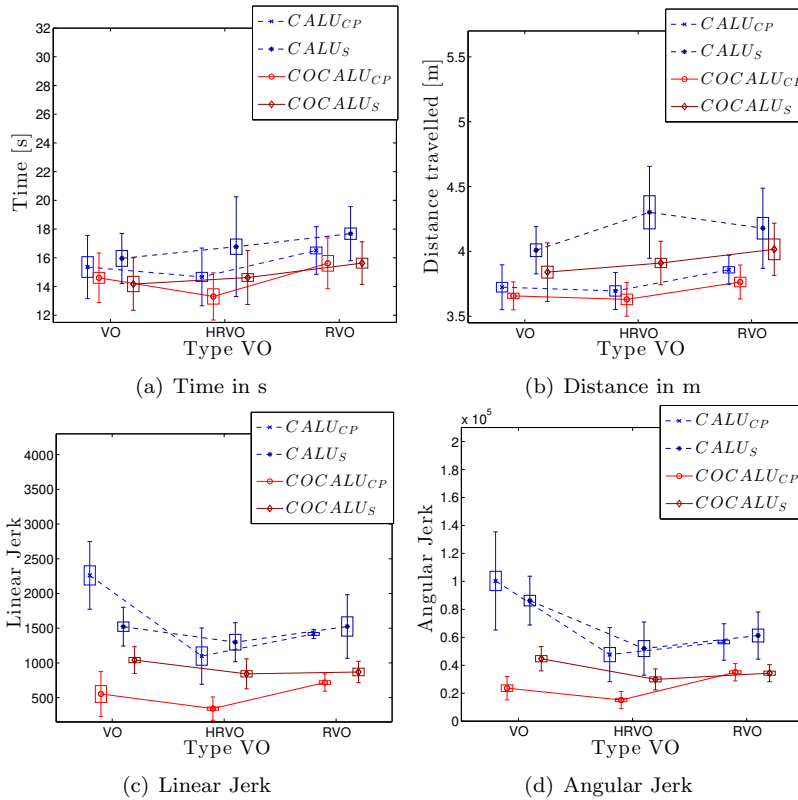 32
30
28
26
24
22
20
18
16
14
12
Time [s]
VO HRVO RVO
Type VO
CALU_CP
CALU_S
COCALU_CP
COCALU_S
(a) Time in s
5.5
5
4.5
4
3.5
Distance travelled [m]
VO HRVO RVO
Type VO
CALU_CP
CALU_S
COCALU_CP
COCALU_S
(b) Distance in m
4000
3500
3000
2500
2000
1500
1000
500
Linear Jerk
VO HRVO RVO
Type VO
CALU_CP
CALU_S
COCALU_CP
COCALU_S
(c) Linear Jerk
x 10^5
2
1.8
1.6
1.4
1.2
1
0.8
0.6
0.4
0.2
0
Angular Jerk
VO HRVO RVO
Type VO
CALU_CP
CALU_S
COCALU_CP
COCALU_S
(d) Angular Jerk